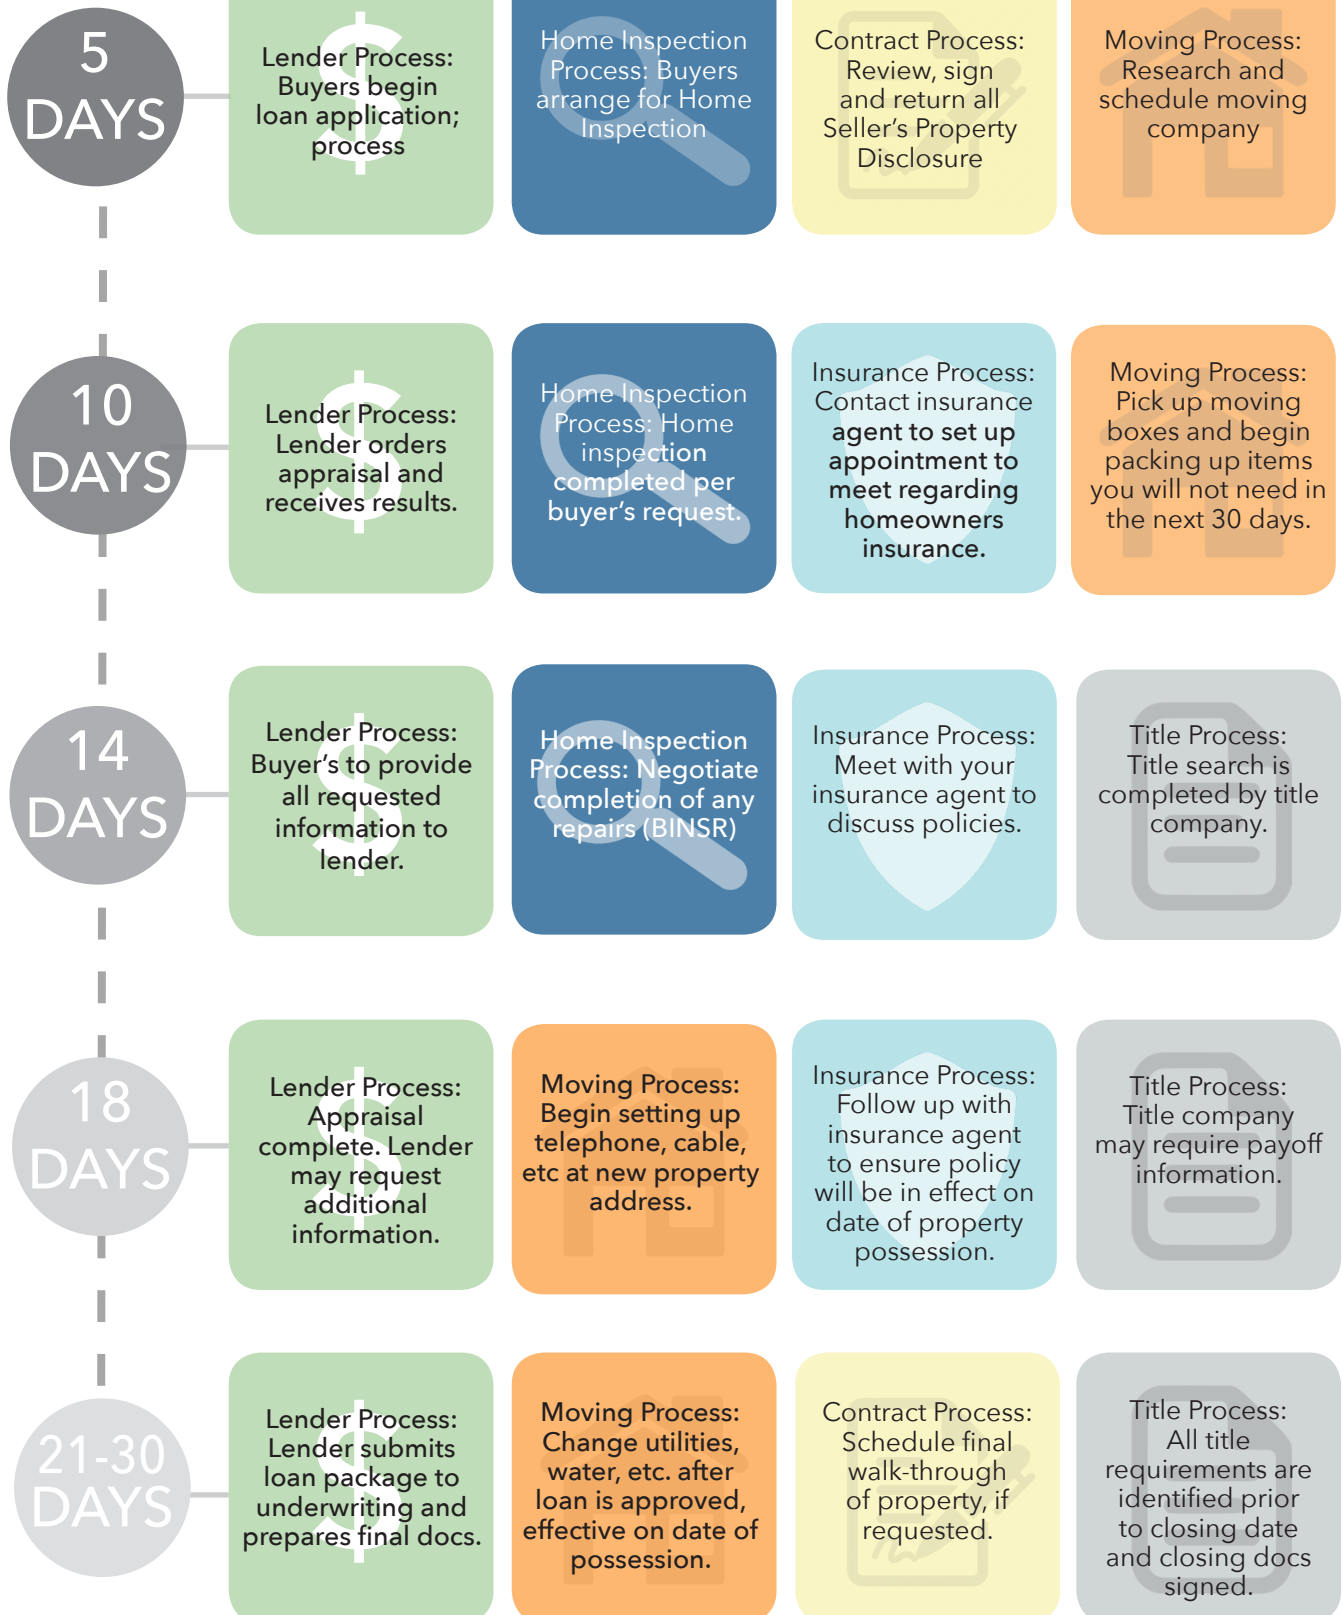 5
DAYS
Lender Process:
Buyers begin
loan application;
process
Home Inspection
Process: Buyers
arrange for Home
Inspection
Contract Process:
Review, sign
and return all
Seller’s Property
Disclosure
Moving Process:
Research and
schedule moving
company
10
DAYS
Lender Process:
Lender orders
appraisal and
receives results.
Home Inspection
Process: Home
inspection
completed per
buyer’s request.
Insurance Process:
Contact insurance
agent to set up
appointment to
meet regarding
homeowners
insurance.
Moving Process:
Pick up moving
boxes and begin
packing up items
you will not need in
the next 30 days.
14
DAYS
Lender Process:
Buyer’s to provide
all requested
information to
lender.
Home Inspection
Process: Negotiate
completion of any
repairs (BINSR)
Insurance Process:
Meet with your
insurance agent to
discuss policies.
Title Process:
Title search is
completed by title
company.
18
DAYS
Lender Process:
Appraisal
complete. Lender
may request
additional
information.
Moving Process:
Begin setting up
telephone, cable,
etc at new property
address.
Insurance Process:
Follow up with
insurance agent
to ensure policy
will be in effect on
date of property
possession.
Title Process:
Title company
may require payoff
information.
21-30
DAYS
Lender Process:
Lender submits
loan package to
underwriting and
prepares final docs.
Moving Process:
Change utilities,
water, etc. after
loan is approved,
effective on date of
possession.
Contract Process:
Schedule final
walk-through
of property, if
requested.
Title Process:
All title
requirements are
identified prior
to closing date
and closing docs
signed.